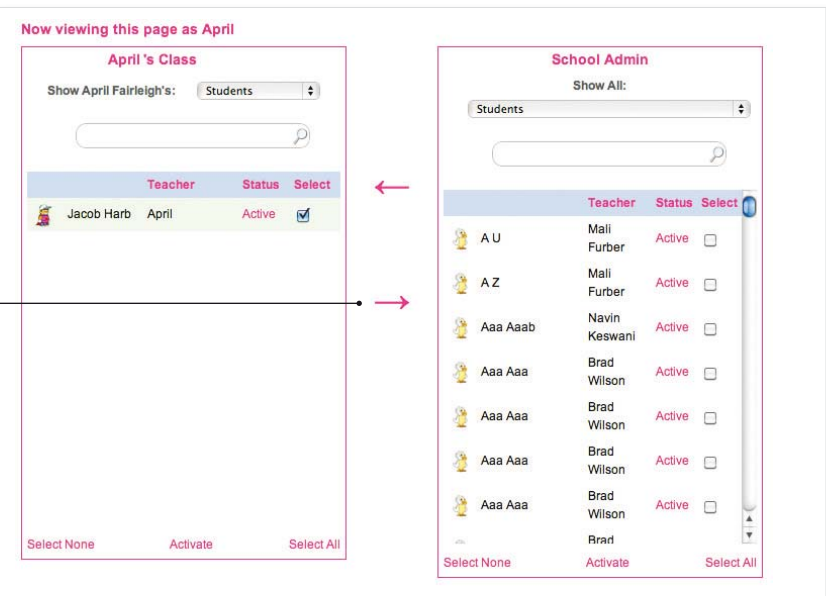 Now viewing this page as April
April 's Class
Show April Fairleigh's: Students
Teacher Status Select
Jacob Harb April Active
Select None Activate Select All
←
→
School Admin
Show All:
Students
Teacher Status Select
A U Mali Furber Active
A Z Mali Furber Active
Aaa Aaab Navin Keswani Active
Aaa Aaa Brad Wilson Active
Aaa Aaa Brad Wilson Active
Aaa Aaa Brad Wilson Active
Aaa Aaa Brad Wilson Active
Brad
Select None Activate Select All